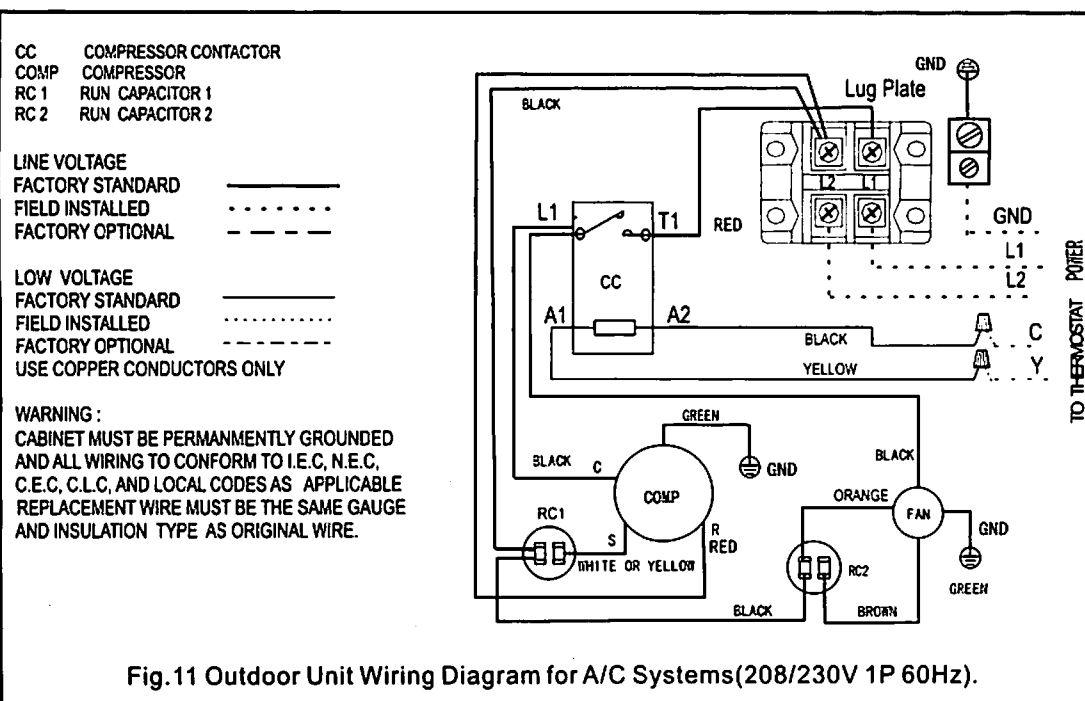 CC COMPRESSOR CONTACTOR
COMP COMPRESSOR
RC 1 RUN CAPACITOR 1
RC 2 RUN CAPACITOR 2
LINE VOLTAGE
FACTORY STANDARD
FIELD INSTALLED
FACTORY OPTIONAL
LOW VOLTAGE
FACTORY STANDARD
FIELD INSTALLED
FACTORY OPTIONAL
USE COPPER CONDUCTORS ONLY
WARNING :
CABINET MUST BE PERMANMENTLY GROUNDED
AND ALL WIRING TO CONFORM TO I.E.C, N.E.C,
C.E.C, C.L.C, AND LOCAL CODES AS APPLICABLE
REPLACEMENT WIRE MUST BE THE SAME GAUGE
AND INSULATION TYPE AS ORIGINAL WIRE.
GND
Lug Plate
BLACK
L2 L1
L1
T1
RED
GND
L1
L2
POWER
CC
A1
A2
BLACK
C
YELLOW
Y
TO THERMOSTAT
GREEN
BLACK
C
GND
COMP
BLACK
ORANGE
FAN
GND
RC1
S
R
RED
WHITE OR YELLOW
RC2
GREEN
BLACK
BROWN
Fig.11 Outdoor Unit Wiring Diagram for A/C Systems(208/230V 1P 60Hz).